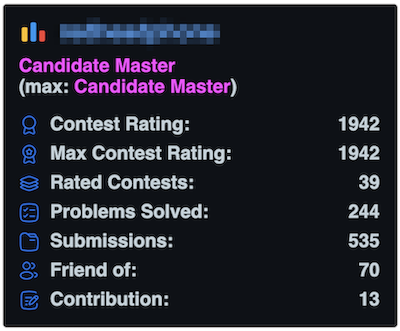 Candidate Master
(max: Candidate Master)
Contest Rating: 1942
Max Contest Rating: 1942
Rated Contests: 39
Problems Solved: 244
Submissions: 535
Friend of: 70
Contribution: 13